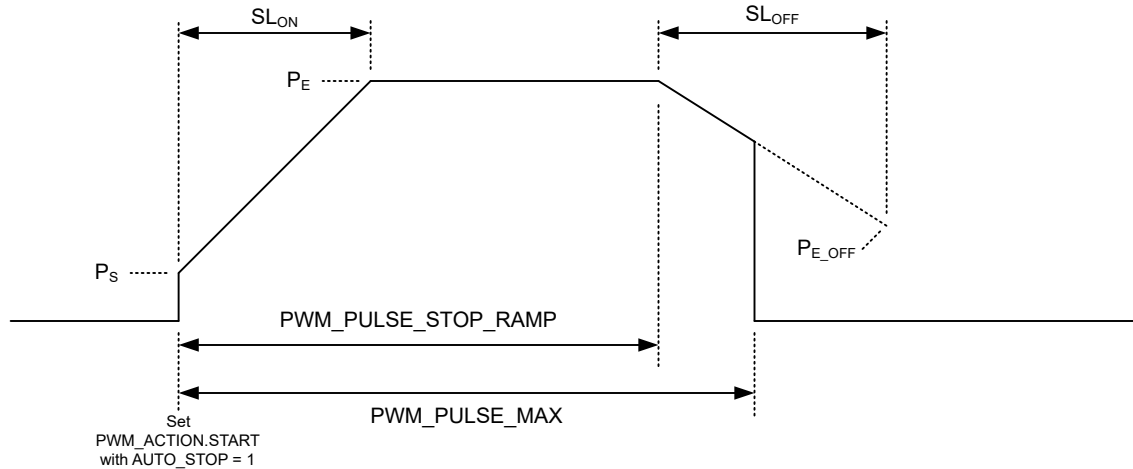 SL_ON
SL_OFF
P_E
P_S
P_E_OFF
PWM_PULSE_STOP_RAMP
PWM_PULSE_MAX
Set
PWM_ACTION.START
with AUTO_STOP = 1